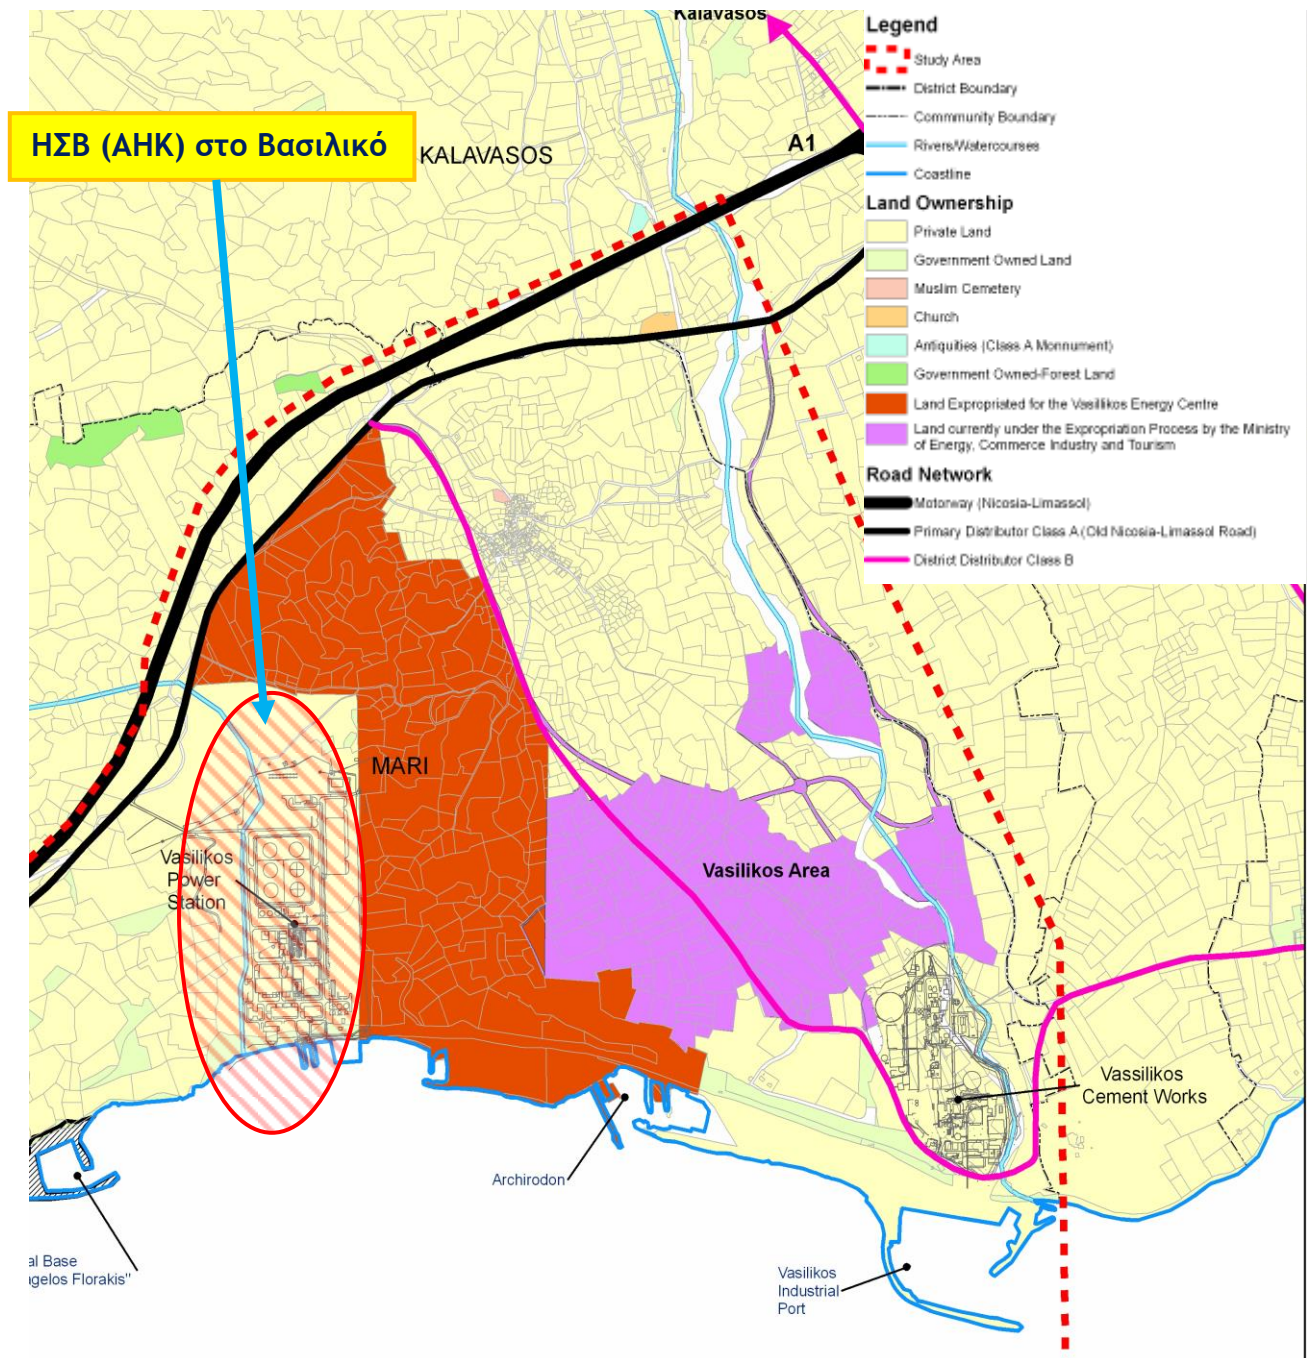 Kalavasos
ΗΣΒ (ΑΗΚ) στο Βασιλικό
KALAVASOS
A1
Legend
Study Area
District Boundary
Commmunity Boundary
Rivers/Watercourses
Coastline
Land Ownership
Private Land
Government Owned Land
Muslim Cemetery
Church
Antiquities (Class A Monnument)
Government Owned-Forest Land
Land Expropriated for the Vasillikos Energy Centre
Land currently under the Expropriation Process by the Ministry
of Energy, Commerce Industry and Tourism
Road Network
Motorway (Nicosia-Limassol)
Primary Distributor Class A (Old Nicosia-Limassol Road)
District Distributor Class B
MARI
Vasilikos
Power
Station
Vasilikos Area
Vassilikos
Cement Works
Archirodon
al Base
agelos Florakis"
Vasilikos
Industrial
Port